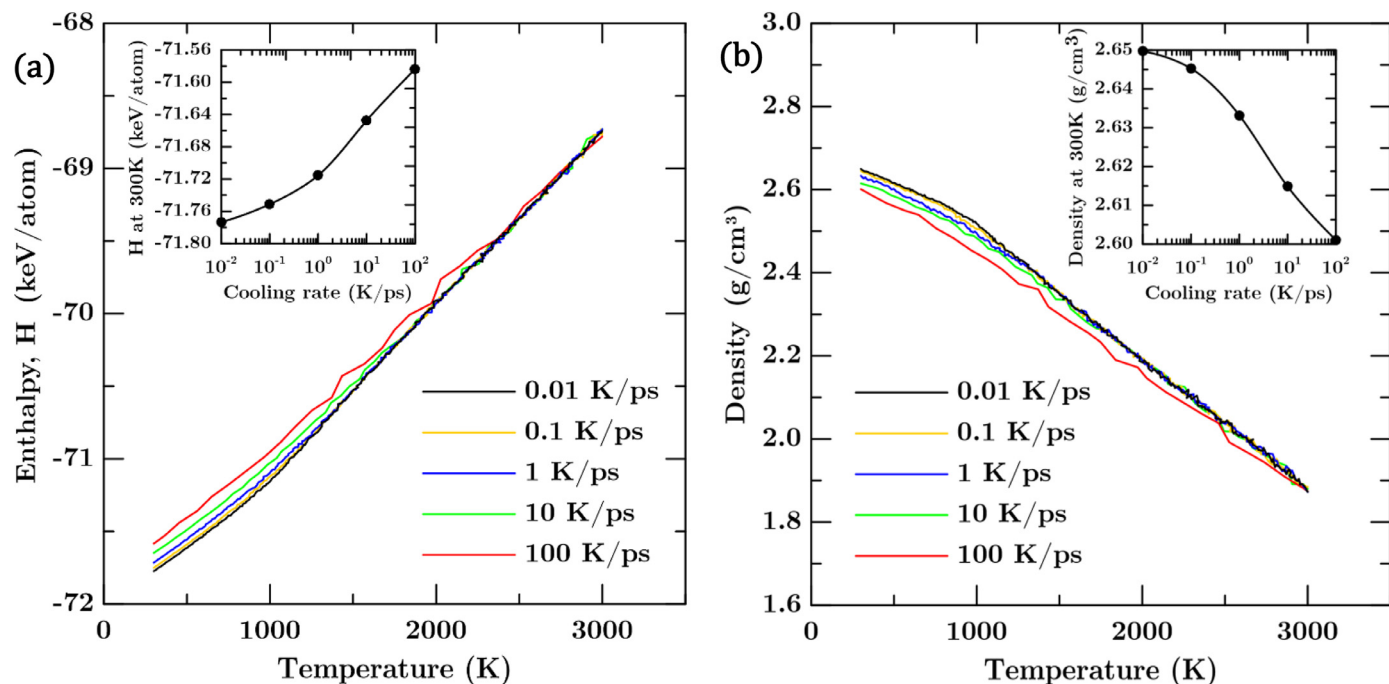 (a)
Enthalpy, H (keV/atom)
-68
-69
-70
-71
-72
0
1000
2000
3000
Temperature (K)
H at 300K (keV/atom)
-71.56
-71.60
-71.64
-71.68
-71.72
-71.76
-71.80
10⁻² 10⁻¹ 10⁰ 10¹ 10²
Cooling rate (K/ps)
0.01 K/ps
0.1 K/ps
1 K/ps
10 K/ps
100 K/ps
(b)
Density (g/cm³)
3.0
2.8
2.6
2.4
2.2
2.0
1.8
1.6
0
1000
2000
3000
Temperature (K)
Density at 300K (g/cm³)
2.65
2.64
2.63
2.62
2.61
2.60
10⁻² 10⁻¹ 10⁰ 10¹ 10²
Cooling rate (K/ps)
0.01 K/ps
0.1 K/ps
1 K/ps
10 K/ps
100 K/ps